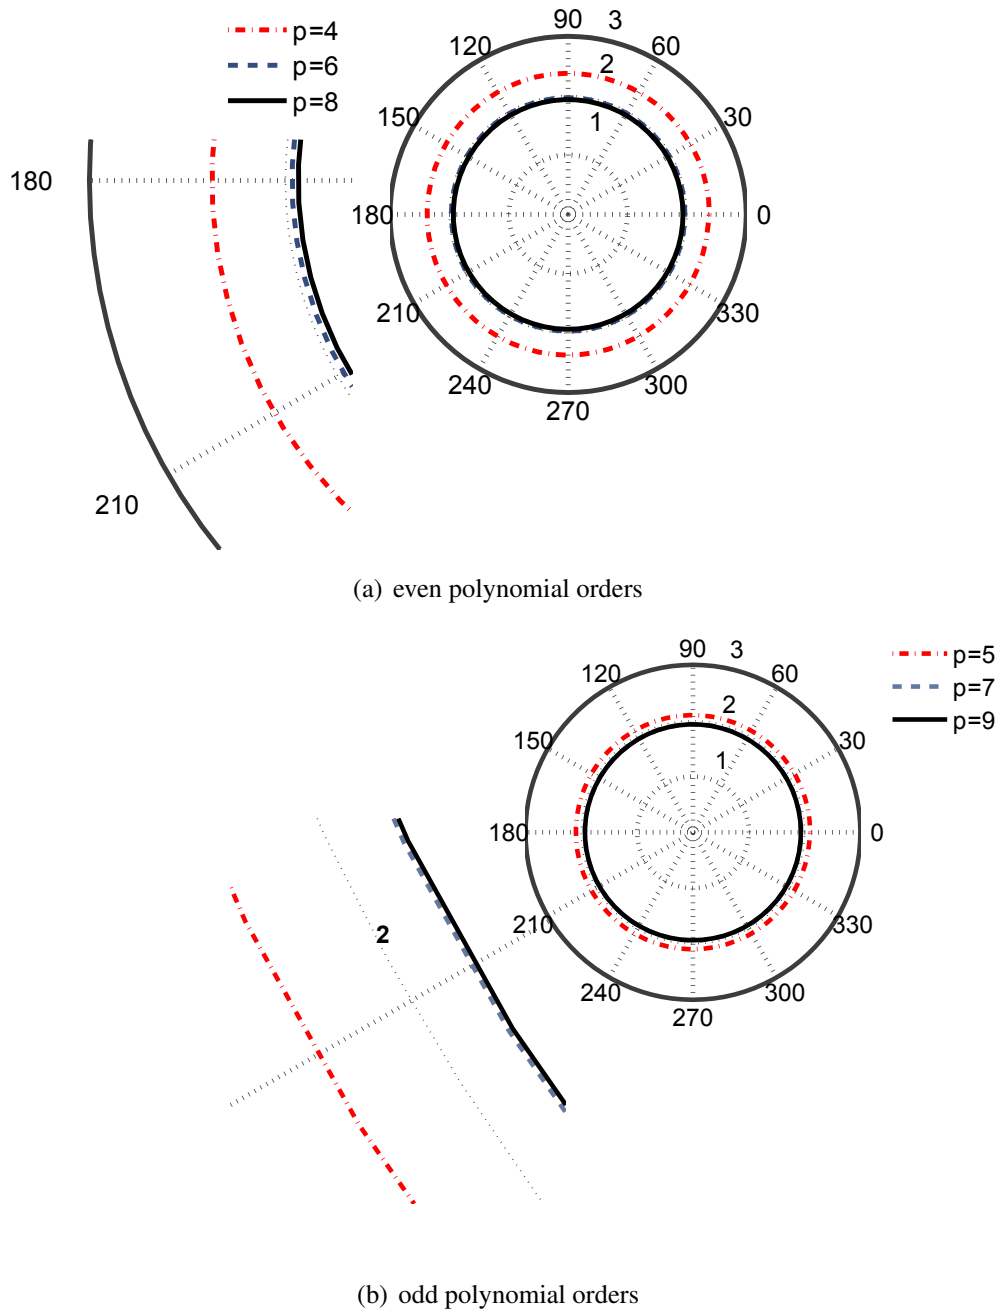 p=4
p=6
p=8
90 3
120 60
2
150 30
1
180
180 0
210 330
240 300
270
210
(a) even polynomial orders
90 3
120 60
2
150 30
1
180 0
210 330
240 300
270
p=5
p=7
p=9
2
(b) odd polynomial orders